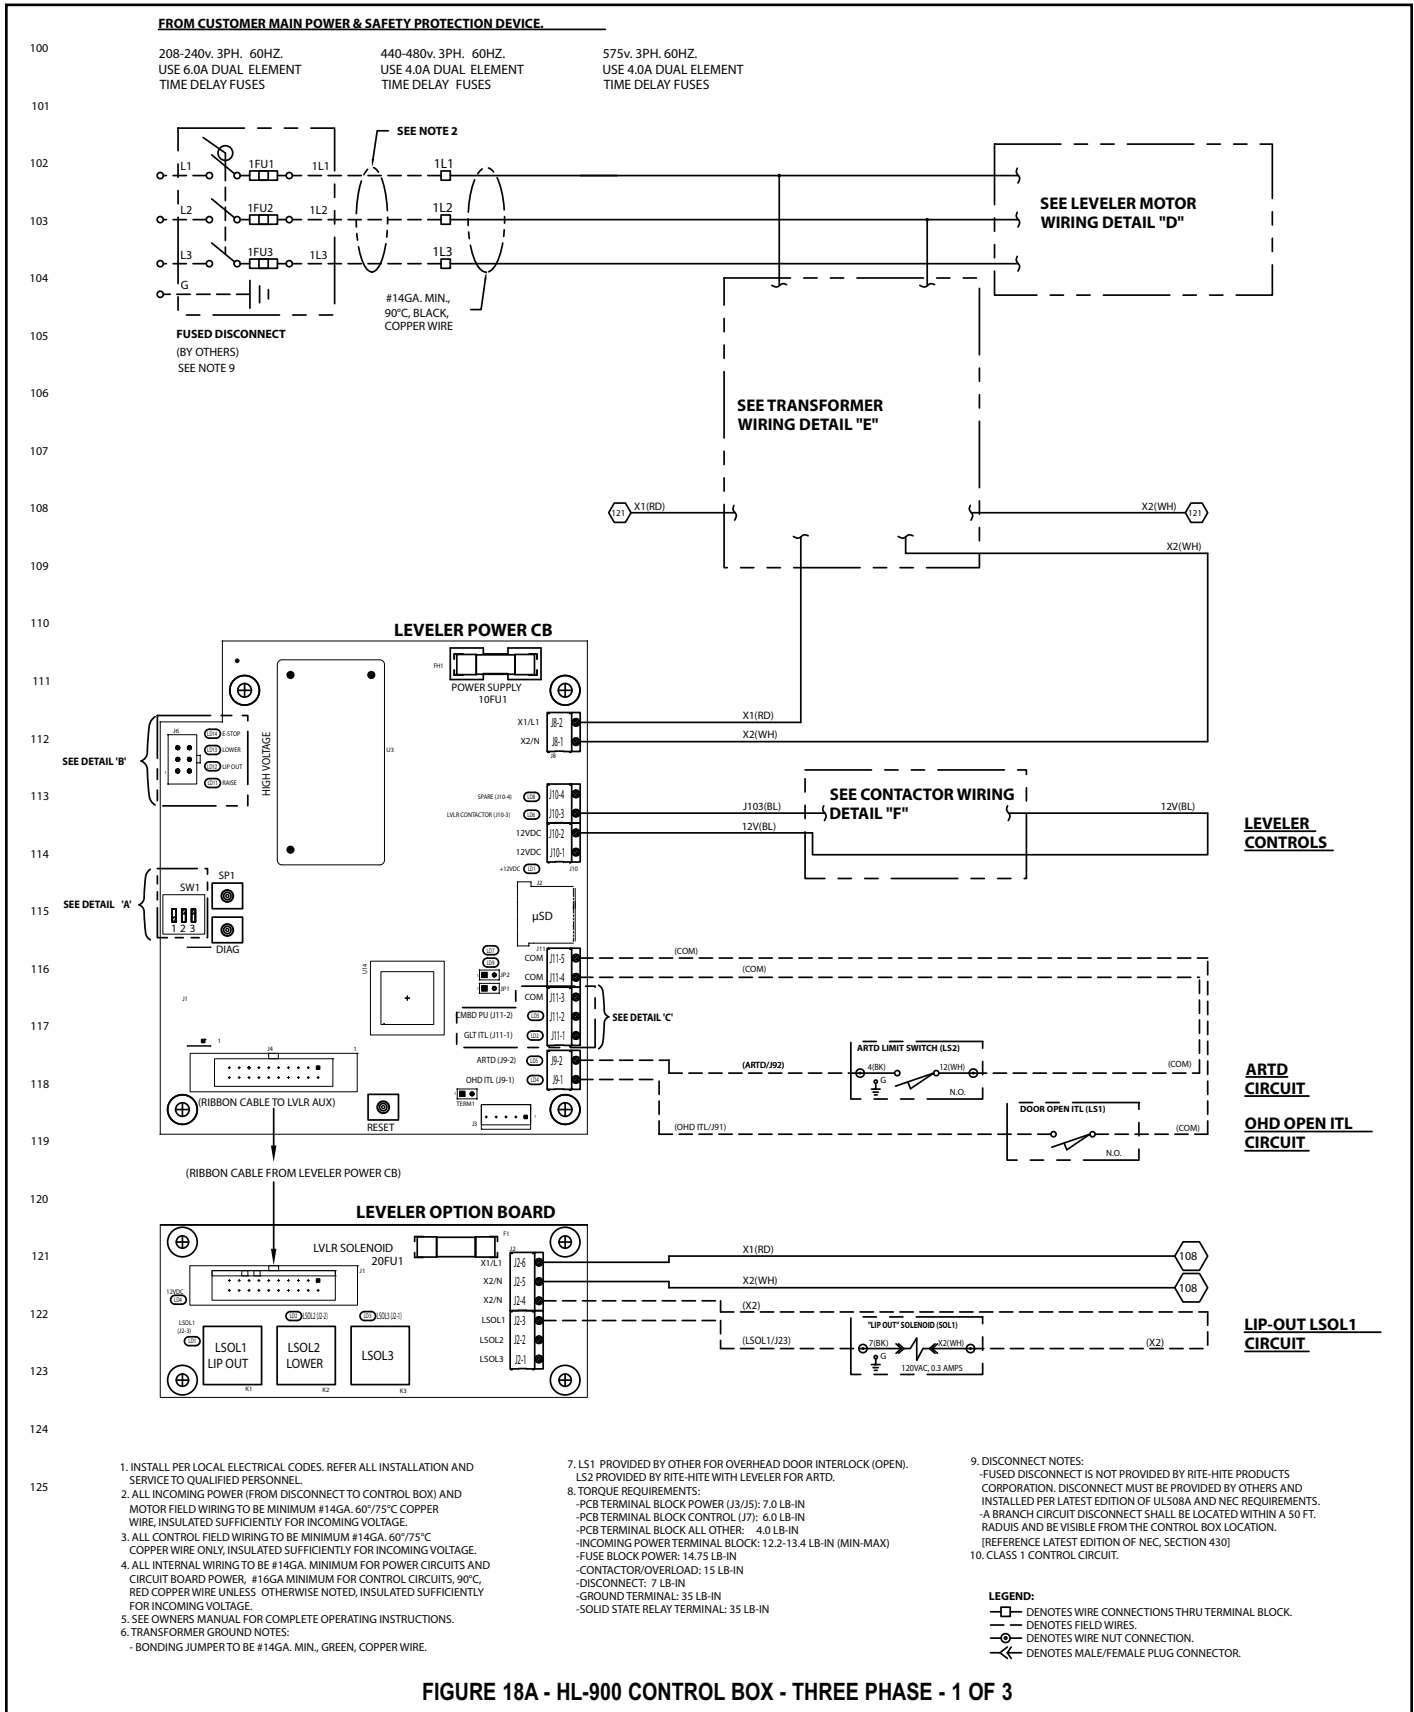 FROM CUSTOMER MAIN POWER & SAFETY PROTECTION DEVICE.
100
208-240v. 3PH. 60HZ.
USE 6.0A DUAL ELEMENT
TIME DELAY FUSES
440-480v. 3PH. 60HZ.
USE 4.0A DUAL ELEMENT
TIME DELAY FUSES
575v. 3PH. 60HZ.
USE 4.0A DUAL ELEMENT
TIME DELAY FUSES
101
SEE NOTE 2
102
L1
1FU1
1L1
1L1
103
L2
1FU2
1L2
1L2
SEE LEVELER MOTOR
WIRING DETAIL "D"
L3
1FU3
1L3
1L3
104
G
#14GA. MIN.,
90°C, BLACK,
COPPER WIRE
105
FUSED DISCONNECT
(BY OTHERS)
SEE NOTE 9
106
SEE TRANSFORMER
WIRING DETAIL "E"
107
108
121
X1(RD)
X2(WH)
121
X2(WH)
109
110
LEVELER POWER CB
FH1
111
POWER SUPPLY
10FU1
X1/L1
J8-2
X1(RD)
112
X2/N
J8-1
X2(WH)
J8
SEE DETAIL 'B'
J6
1
LD14
E-STOP
LD13
LOWER
LD12
LIP OUT
LD11
RAISE
HIGH VOLTAGE
U3
113
SPARE (J10-4)
LD8
J10-4
LVLR CONTACTOR (J10-3)
LD6
J10-3
J103(BL)
SEE CONTACTOR WIRING
DETAIL "F"
12V(BL)
12VDC
J10-2
12V(BL)
114
12VDC
J10-1
+12VDC
LD1
J10
LEVELER
CONTROLS
115
SEE DETAIL 'A'
SW1
1 2 3
SP1
DIAG
J2
µSD
116
LD7
LD9
JP2
JP1
J11
COM
J11-5
(COM)
COM
J11-4
(COM)
U14
J1
COM
J11-3
117
CMBD PU (J11-2)
LD3
J11-2
SEE DETAIL 'C'
GLT ITL (J11-1)
LD2
J11-1
1
J4
1
ARTD (J9-2)
LD5
J9-2
(ARTD/J92)
ARTD LIMIT SWITCH (LS2)
4(BK)
12(WH)
G
N.O.
(COM)
118
OHD ITL (J9-1)
LD4
J9-1
ARTD
CIRCUIT
(RIBBON CABLE TO LVLR AUX)
RESET
TERM1
J3
1
DOOR OPEN ITL (LS1)
N.O.
(OHD ITL/J91)
(COM)
OHD OPEN ITL
CIRCUIT
119
(RIBBON CABLE FROM LEVELER POWER CB)
120
LEVELER OPTION BOARD
121
LVLR SOLENOID
20FU1
F1
J2
X1/L1
J2-6
X1(RD)
108
J1
X2/N
J2-5
X2(WH)
108
12VDC
LD4
X2/N
J2-4
(X2)
122
LSOL1
(J2-3)
LD1
LD2
LSOL2 (J2-2)
LD3
LSOL3 (J2-1)
LSOL1
J2-3
(LSOL1/J23)
"LIP OUT" SOLENOID (SOL1)
7(BK)
X2(WH)
G
120VAC, 0.3 AMPS
(X2)
LIP-OUT LSOL1
CIRCUIT
LSOL2
J2-2
LSOL3
J2-1
123
LSOL1
LIP OUT
K1
LSOL2
LOWER
K2
LSOL3
K3
124
125
1. INSTALL PER LOCAL ELECTRICAL CODES. REFER ALL INSTALLATION AND
SERVICE TO QUALIFIED PERSONNEL.
2. ALL INCOMING POWER (FROM DISCONNECT TO CONTROL BOX) AND
MOTOR FIELD WIRING TO BE MINIMUM #14GA. 60°/75°C COPPER
WIRE, INSULATED SUFFICIENTLY FOR INCOMING VOLTAGE.
3. ALL CONTROL FIELD WIRING TO BE MINIMUM #14GA. 60°/75°C
COPPER WIRE ONLY, INSULATED SUFFICIENTLY FOR INCOMING VOLTAGE.
4. ALL INTERNAL WIRING TO BE #14GA. MINIMUM FOR POWER CIRCUITS AND
CIRCUIT BOARD POWER, #16GA MINIMUM FOR CONTROL CIRCUITS, 90°C,
RED COPPER WIRE UNLESS OTHERWISE NOTED, INSULATED SUFFICIENTLY
FOR INCOMING VOLTAGE.
5. SEE OWNERS MANUAL FOR COMPLETE OPERATING INSTRUCTIONS.
6. TRANSFORMER GROUND NOTES:
- BONDING JUMPER TO BE #14GA. MIN., GREEN, COPPER WIRE.
7. LS1 PROVIDED BY OTHER FOR OVERHEAD DOOR INTERLOCK (OPEN).
LS2 PROVIDED BY RITE-HITE WITH LEVELER FOR ARTD.
8. TORQUE REQUIREMENTS:
-PCB TERMINAL BLOCK POWER (J3/J5): 7.0 LB-IN
-PCB TERMINAL BLOCK CONTROL (J7): 6.0 LB-IN
-PCB TERMINAL BLOCK ALL OTHER: 4.0 LB-IN
-INCOMING POWER TERMINAL BLOCK: 12.2-13.4 LB-IN (MIN-MAX)
-FUSE BLOCK POWER: 14.75 LB-IN
-CONTACTOR/OVERLOAD: 15 LB-IN
-DISCONNECT: 7 LB-IN
-GROUND TERMINAL: 35 LB-IN
-SOLID STATE RELAY TERMINAL: 35 LB-IN
9. DISCONNECT NOTES:
-FUSED DISCONNECT IS NOT PROVIDED BY RITE-HITE PRODUCTS
CORPORATION. DISCONNECT MUST BE PROVIDED BY OTHERS AND
INSTALLED PER LATEST EDITION OF UL508A AND NEC REQUIREMENTS.
-A BRANCH CIRCUIT DISCONNECT SHALL BE LOCATED WITHIN A 50 FT.
RADUIS AND BE VISIBLE FROM THE CONTROL BOX LOCATION.
[REFERENCE LATEST EDITION OF NEC, SECTION 430]
10. CLASS 1 CONTROL CIRCUIT.
LEGEND:
DENOTES WIRE CONNECTIONS THRU TERMINAL BLOCK.
DENOTES FIELD WIRES.
DENOTES WIRE NUT CONNECTION.
DENOTES MALE/FEMALE PLUG CONNECTOR.
FIGURE 18A - HL-900 CONTROL BOX - THREE PHASE - 1 OF 3